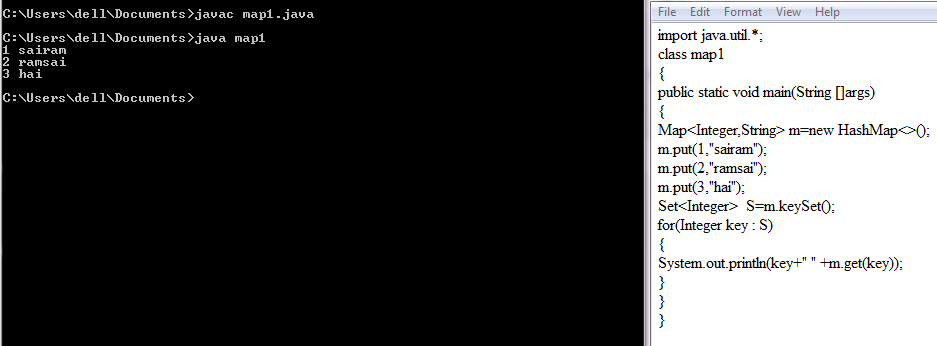 C:\Users\dell\Documents>javac map1.java
C:\Users\dell\Documents>java map1
1 sairam
2 ramsai
3 hai
C:\Users\dell\Documents>
File Edit Format View Help
import java.util.*;
class map1
{
public static void main(String []args)
{
Map<Integer,String> m=new HashMap<>();
m.put(1,"sairam");
m.put(2,"ramsai");
m.put(3,"hai");
Set<Integer>  S=m.keySet();
for(Integer key : S)
{
System.out.println(key+" " +m.get(key));
}
}
}